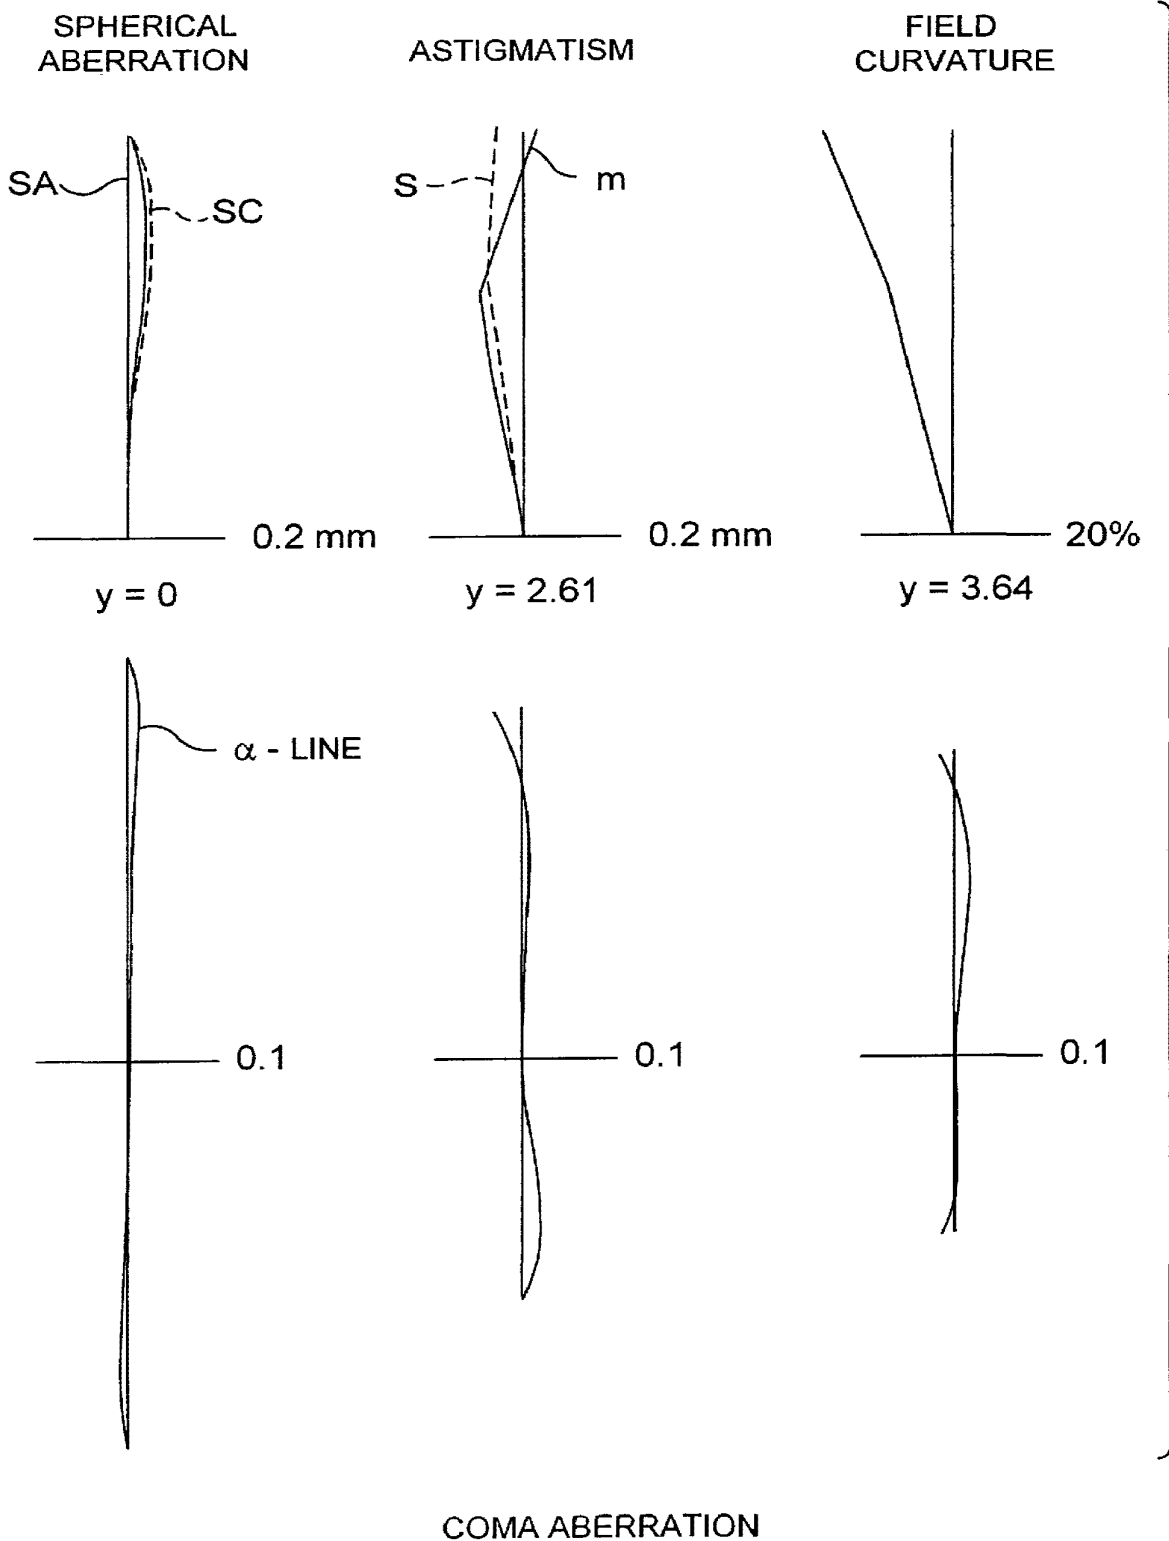 SPHERICAL
ABERRATION
ASTIGMATISM
FIELD
CURVATURE
SA
SC
S
m
0.2 mm
0.2 mm
20%
y = 0
y = 2.61
y = 3.64
α - LINE
0.1
0.1
0.1
COMA ABERRATION